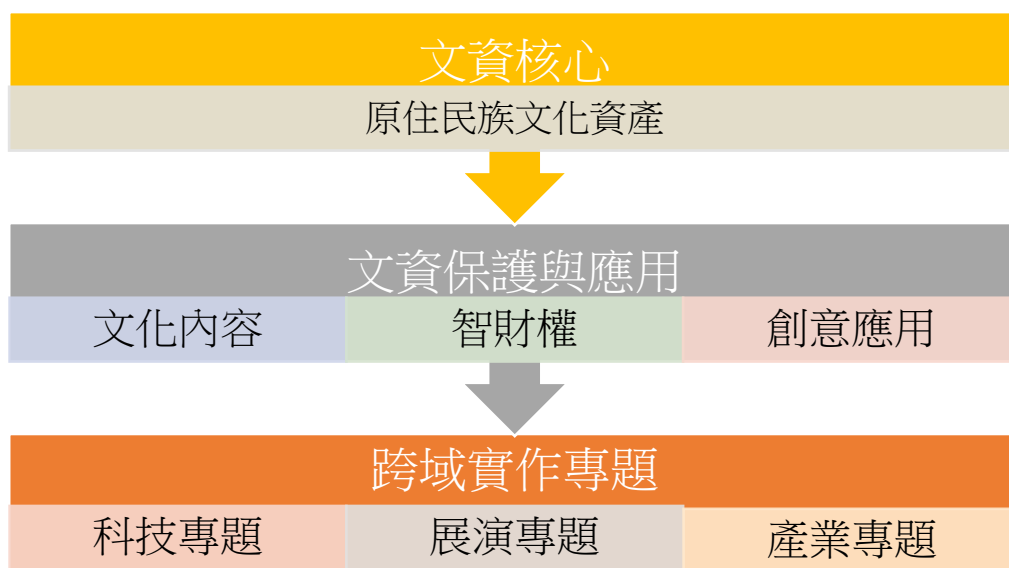 文資核心
原住民族文化資產
文資保護與應用
文化內容
智財權
創意應用
跨域實作專題
科技專題
展演專題
產業專題